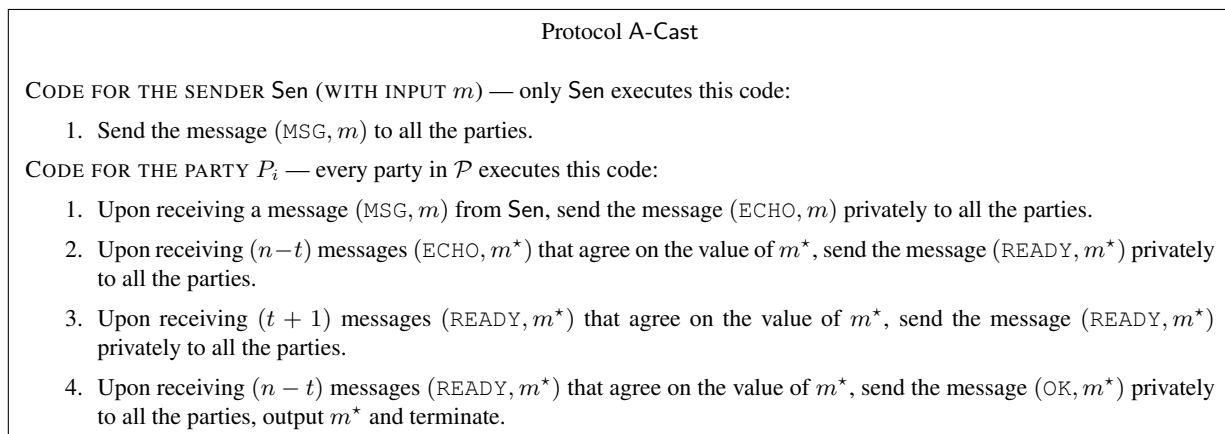 Protocol A-Cast
CODE FOR THE SENDER Sen (WITH INPUT m) — only Sen executes this code:
1. Send the message (MSG, m) to all the parties.
CODE FOR THE PARTY P_i — every party in 𝒫 executes this code:
1. Upon receiving a message (MSG, m) from Sen, send the message (ECHO, m) privately to all the parties.
2. Upon receiving (n−t) messages (ECHO, m⋆) that agree on the value of m⋆, send the message (READY, m⋆) privately
to all the parties.
3. Upon receiving (t + 1) messages (READY, m⋆) that agree on the value of m⋆, send the message (READY, m⋆)
privately to all the parties.
4. Upon receiving (n − t) messages (READY, m⋆) that agree on the value of m⋆, send the message (OK, m⋆) privately
to all the parties, output m⋆ and terminate.